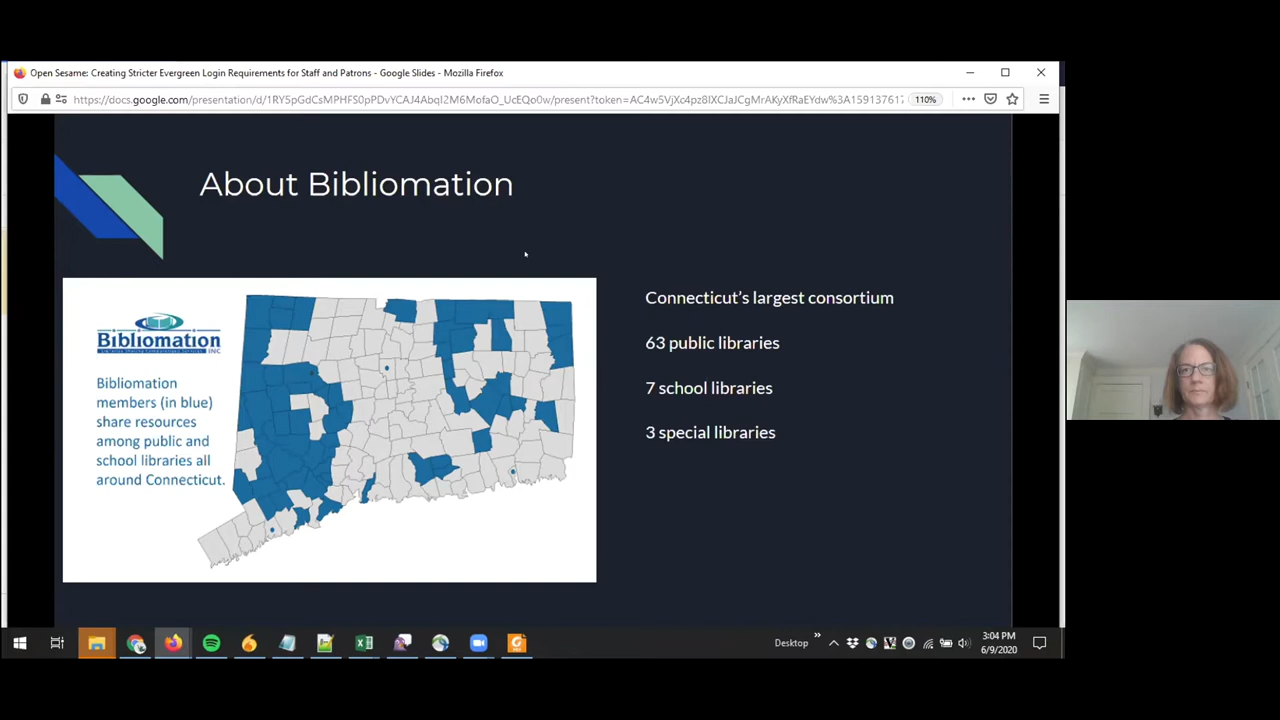 Open Sesame: Creating Stricter Evergreen Login Requirements for Staff and Patrons - Google Slides - Mozilla Firefox
110%
About Bibliomation
Bibliomation
INC
Bibliomation
members (in blue)
share resources
among public and
school libraries all
around Connecticut.
Connecticut's largest consortium
63 public libraries
7 school libraries
3 special libraries
Desktop
3:04 PM
6/9/2020